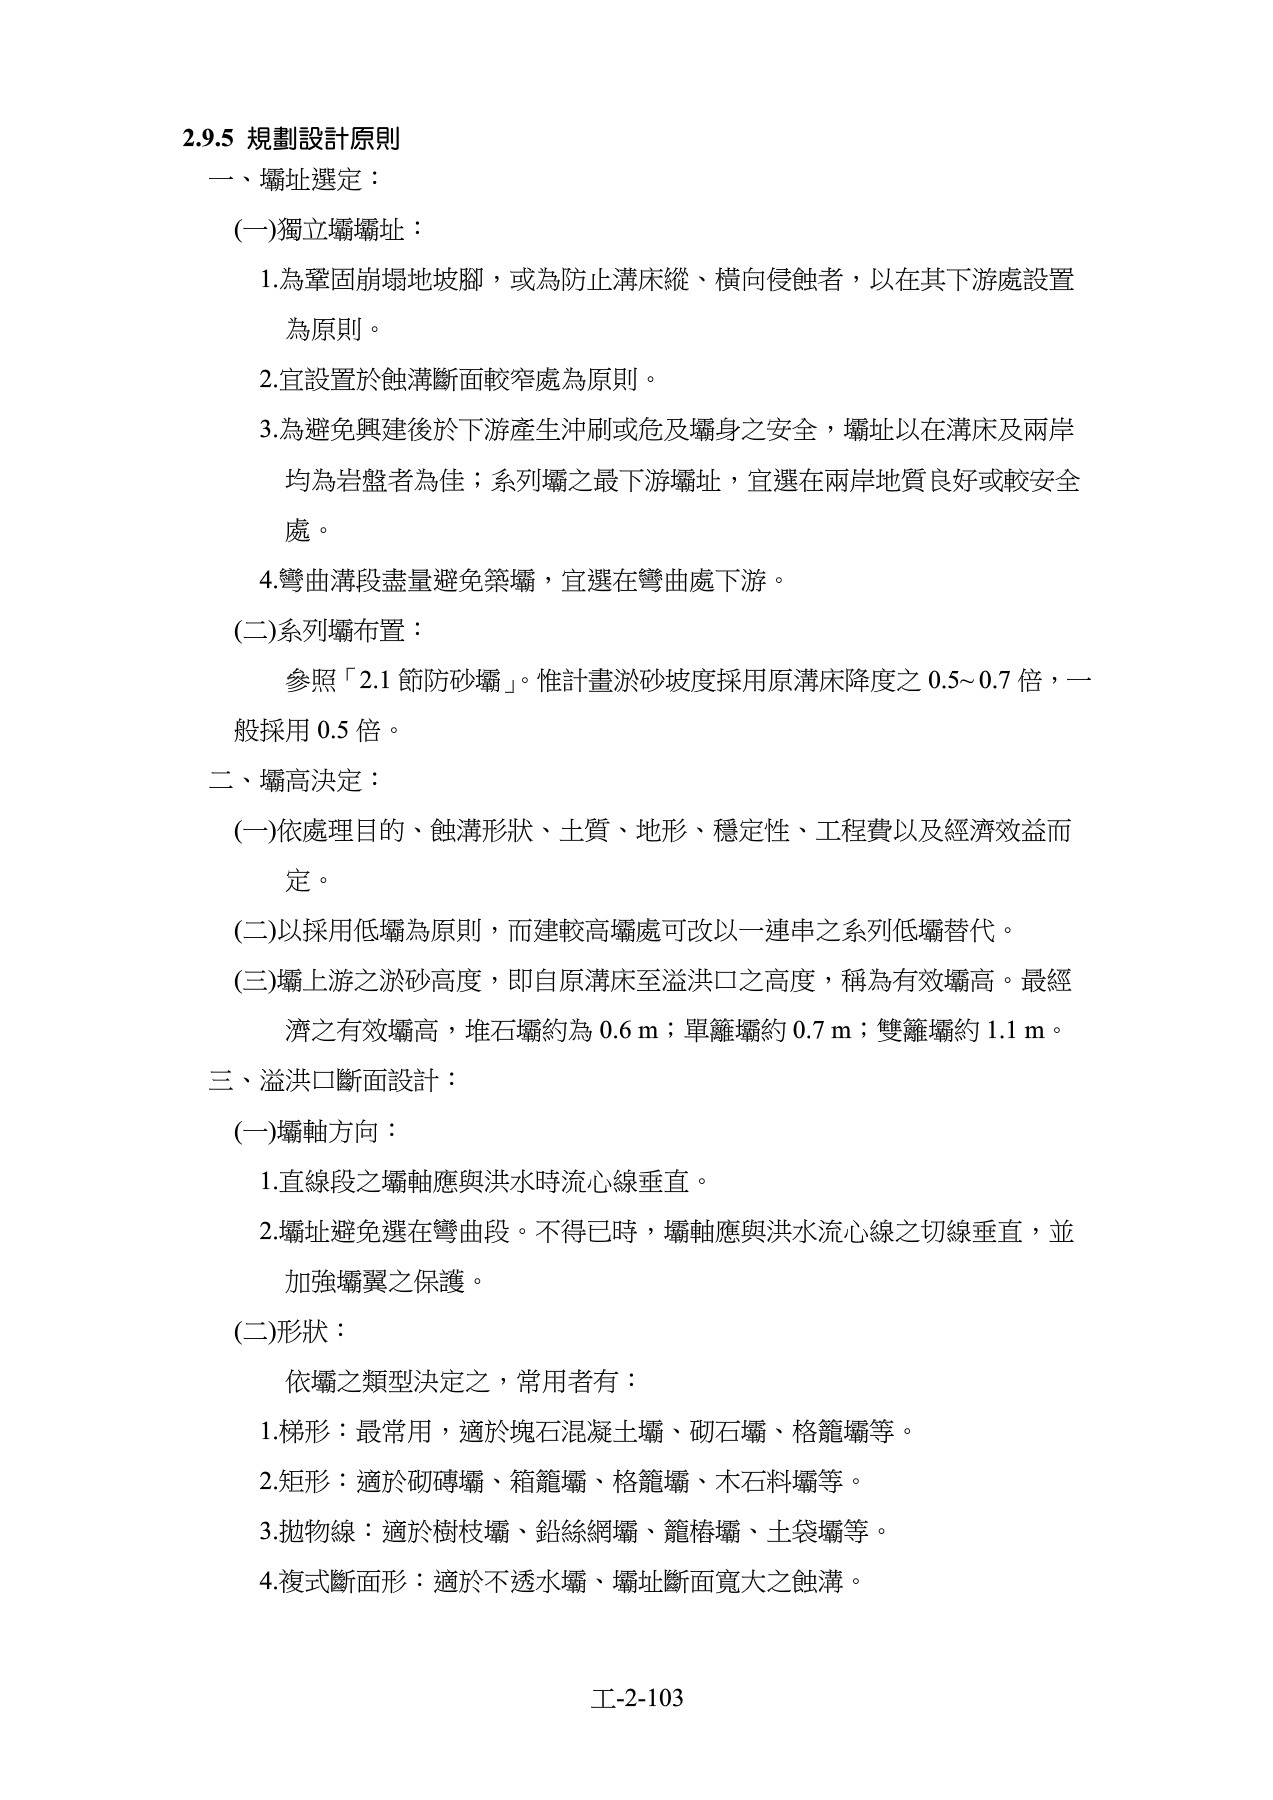 2.9.5 規劃設計原則
一、壩址選定：
(一)獨立壩壩址：
1.為鞏固崩塌地坡腳，或為防止溝床縱、橫向侵蝕者，以在其下游處設置
為原則。
2.宜設置於蝕溝斷面較窄處為原則。
3.為避免興建後於下游產生沖刷或危及壩身之安全，壩址以在溝床及兩岸
均為岩盤者為佳；系列壩之最下游壩址，宜選在兩岸地質良好或較安全
處。
4.彎曲溝段盡量避免築壩，宜選在彎曲處下游。
(二)系列壩布置：
參照「2.1 節防砂壩」。惟計畫淤砂坡度採用原溝床降度之 0.5~ 0.7 倍，一
般採用 0.5 倍。
二、壩高決定：
(一)依處理目的、蝕溝形狀、土質、地形、穩定性、工程費以及經濟效益而
定。
(二)以採用低壩為原則，而建較高壩處可改以一連串之系列低壩替代。
(三)壩上游之淤砂高度，即自原溝床至溢洪口之高度，稱為有效壩高。最經
濟之有效壩高，堆石壩約為 0.6 m；單籬壩約 0.7 m；雙籬壩約 1.1 m。
三、溢洪口斷面設計：
(一)壩軸方向：
1.直線段之壩軸應與洪水時流心線垂直。
2.壩址避免選在彎曲段。不得已時，壩軸應與洪水流心線之切線垂直，並
加強壩翼之保護。
(二)形狀：
依壩之類型決定之，常用者有：
1.梯形：最常用，適於塊石混凝土壩、砌石壩、格籠壩等。
2.矩形：適於砌磚壩、箱籠壩、格籠壩、木石料壩等。
3.拋物線：適於樹枝壩、鉛絲網壩、籠樁壩、土袋壩等。
4.複式斷面形：適於不透水壩、壩址斷面寬大之蝕溝。
工-2-103